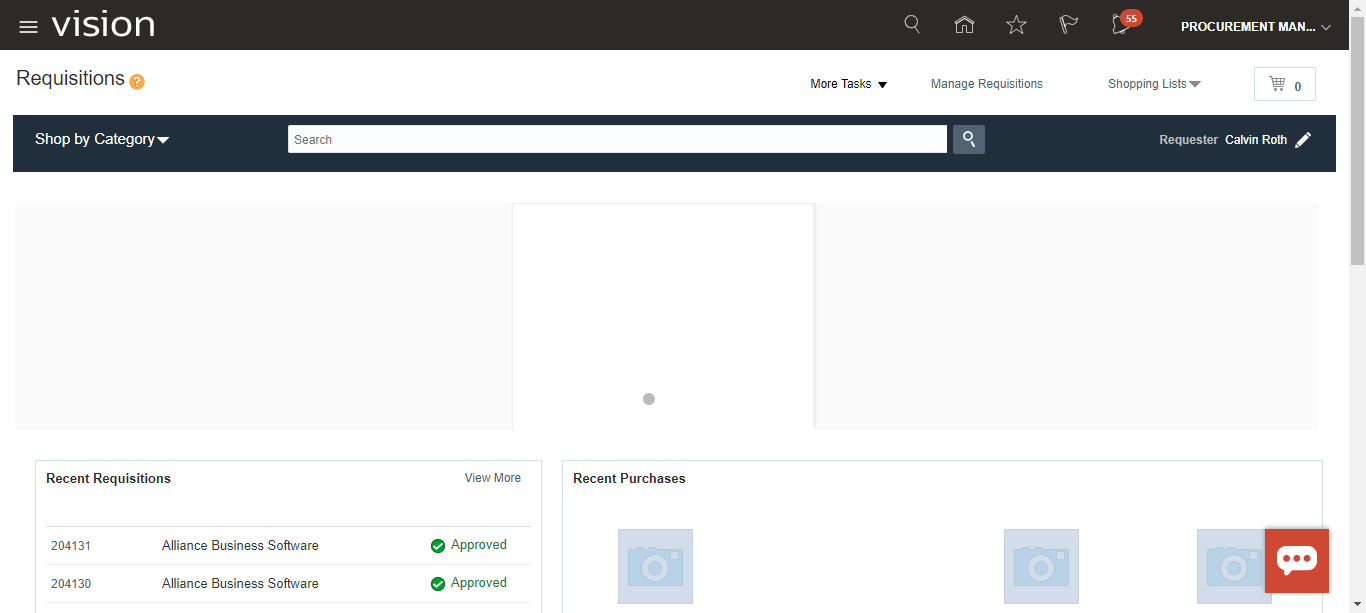 vision
55
PROCUREMENT MAN...
Requisitions ?
More Tasks
Manage Requisitions
Shopping Lists
0
Shop by Category
Search
Requester Calvin Roth
Recent Requisitions
View More
204131 Alliance Business Software Approved
204130 Alliance Business Software Approved
Recent Purchases